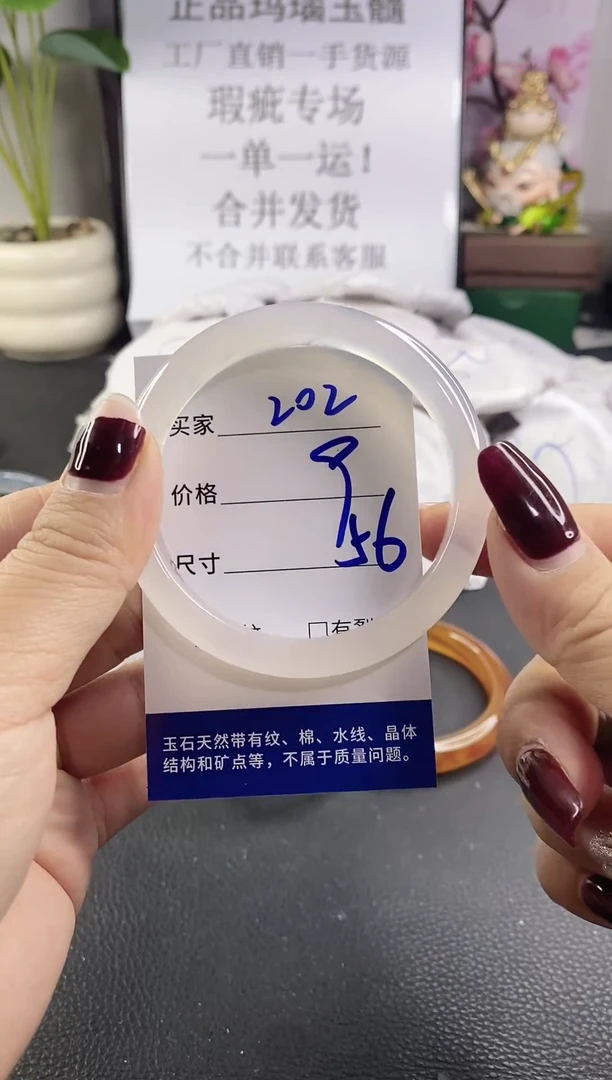 正品玛瑙玉髓
工厂直销一手货源
瑕疵专场
一单一运！
合并发货
不合并联系客服
买家 202
价格 9
尺寸 56
□有裂
玉石天然带有纹、棉、水线、晶体
结构和矿点等，不属于质量问题。